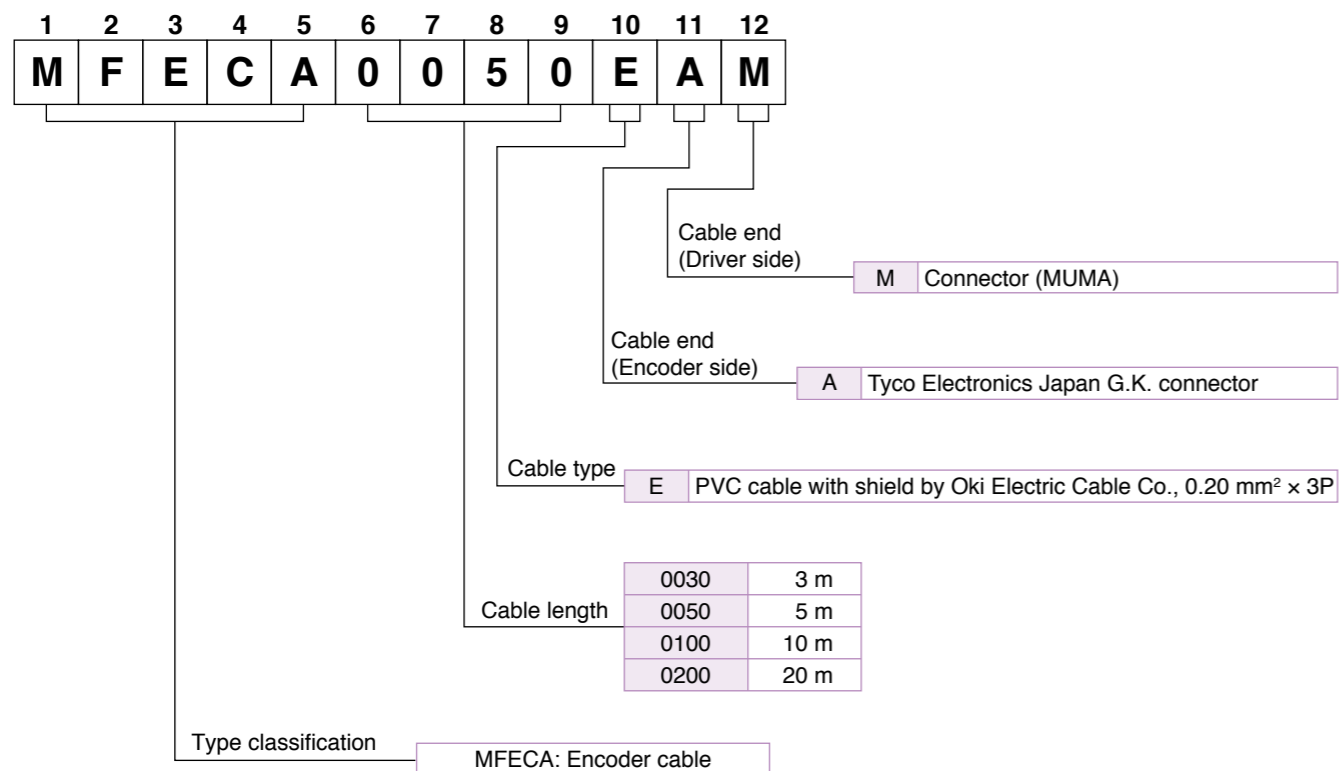 1 2 3 4 5 6 7 8 9 10 11 12
M F E C A 0 0 5 0 E A M
Cable end
(Driver side)
M Connector (MUMA)
Cable end
(Encoder side)
A Tyco Electronics Japan G.K. connector
Cable type
E PVC cable with shield by Oki Electric Cable Co., 0.20 mm² × 3P
Cable length
0030 3 m
0050 5 m
0100 10 m
0200 20 m
Type classification
MFECA: Encoder cable